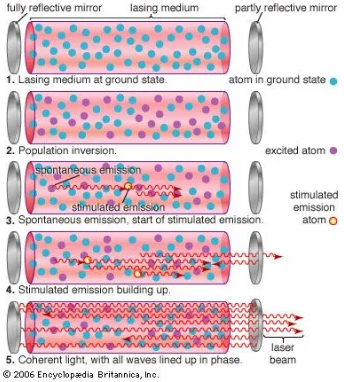 fully reflective mirror lasing medium partly reflective mirror
1. Lasing medium at ground state. atom in ground state
2. Population inversion. excited atom
spontaneous emission
stimulated emission
stimulated
emission
atom
3. Spontaneous emission, start of stimulated emission.
4. Stimulated emission building up.
5. Coherent light, with all waves lined up in phase.
laser
beam
© 2006 Encyclopædia Britannica, Inc.